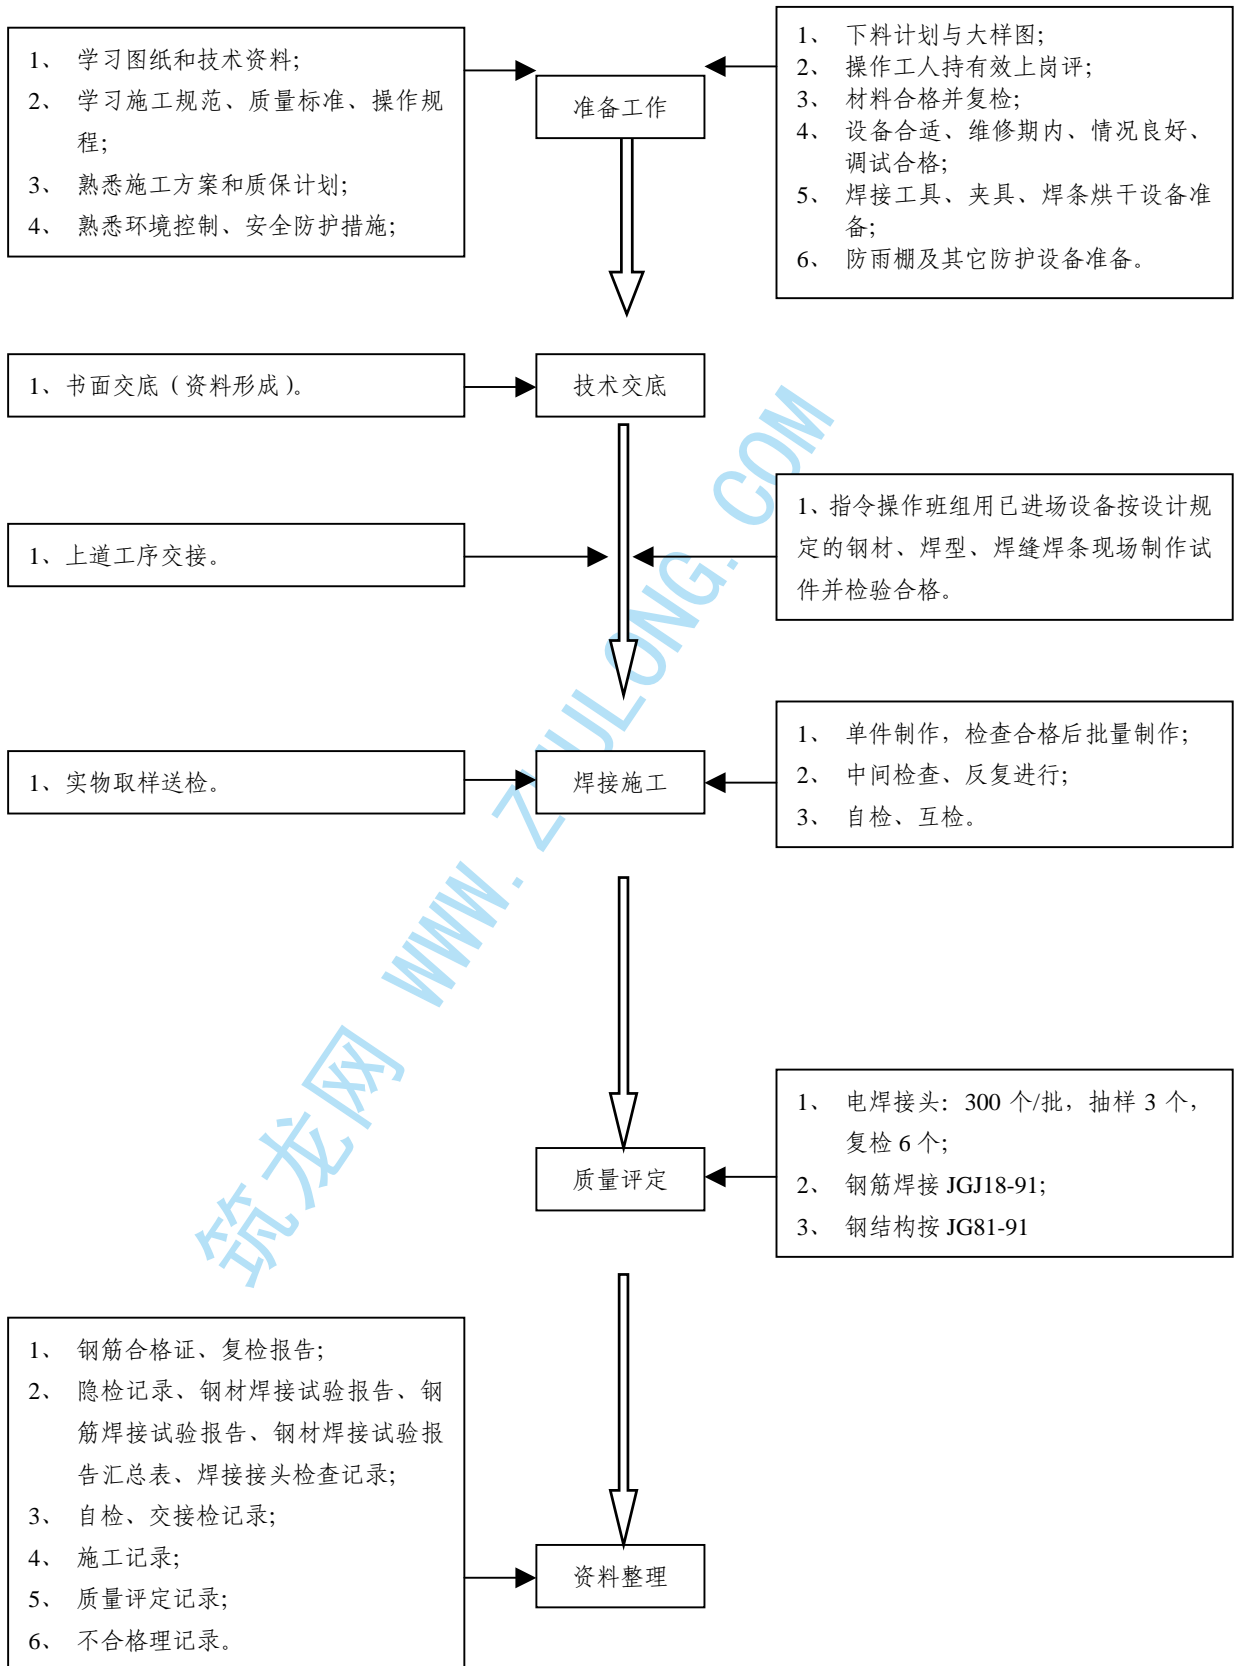 1、 学习图纸和技术资料;
2、 学习施工规范、质量标准、操作规
程;
3、 熟悉施工方案和质保计划;
4、 熟悉环境控制、安全防护措施;
准备工作
1、 下料计划与大样图;
2、 操作工人持有效上岗评;
3、 材料合格并复检;
4、 设备合适、维修期内、情况良好、
调试合格;
5、 焊接工具、夹具、焊条烘干设备准
备;
6、 防雨棚及其它防护设备准备。
1、书面交底（资料形成）。
技术交底
1、上道工序交接。
1、指令操作班组用已进场设备按设计规
定的钢材、焊型、焊缝焊条现场制作试
件并检验合格。
1、实物取样送检。
焊接施工
1、 单件制作，检查合格后批量制作;
2、 中间检查、反复进行;
3、 自检、互检。
质量评定
1、 电焊接头：300 个/批，抽样 3 个，
复检 6 个;
2、 钢筋焊接 JGJ18-91;
3、 钢结构按 JG81-91
1、 钢筋合格证、复检报告;
2、 隐检记录、钢材焊接试验报告、钢
筋焊接试验报告、钢材焊接试验报
告汇总表、焊接接头检查记录;
3、 自检、交接检记录;
4、 施工记录;
5、 质量评定记录;
6、 不合格理记录。
资料整理
筑龙网 WWW.ZHULONG.COM